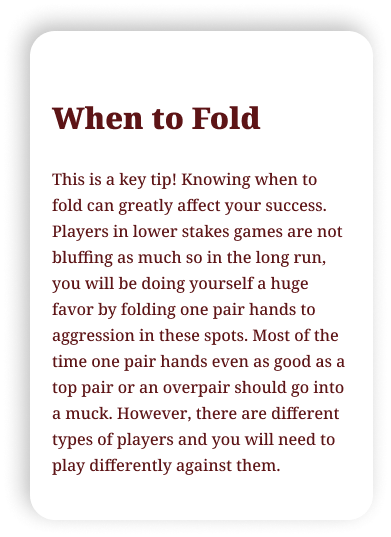 When to Fold
This is a key tip! Knowing when to
fold can greatly affect your success.
Players in lower stakes games are not
bluffing as much so in the long run,
you will be doing yourself a huge
favor by folding one pair hands to
aggression in these spots. Most of the
time one pair hands even as good as a
top pair or an overpair should go into
a muck. However, there are different
types of players and you will need to
play differently against them.